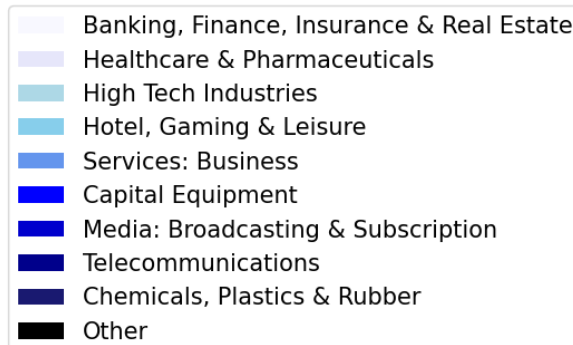 Banking, Finance, Insurance & Real Estate
Healthcare & Pharmaceuticals
High Tech Industries
Hotel, Gaming & Leisure
Services: Business
Capital Equipment
Media: Broadcasting & Subscription
Telecommunications
Chemicals, Plastics & Rubber
Other